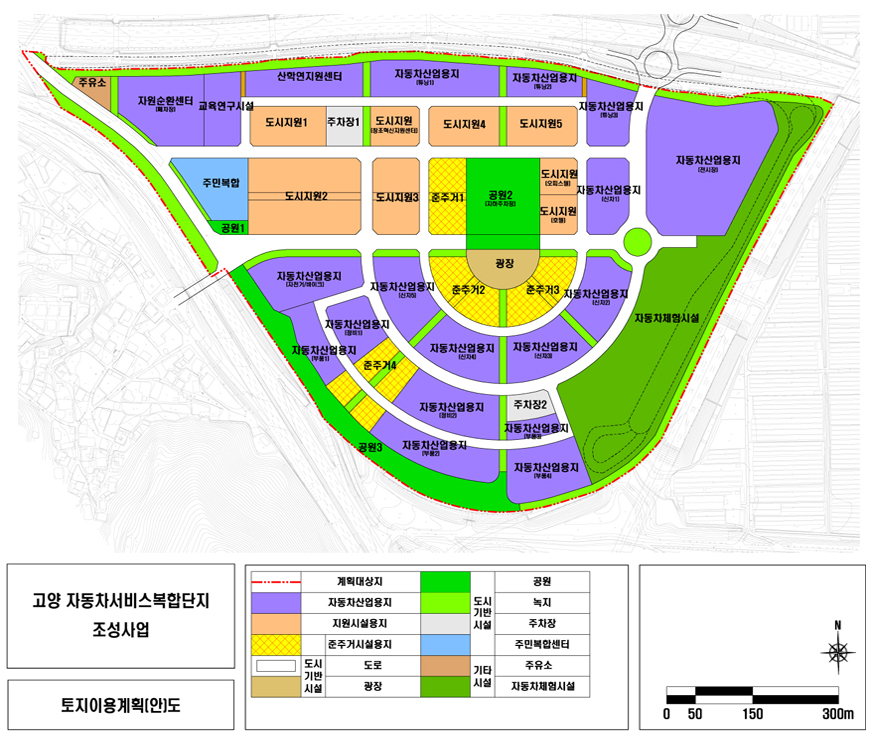 주유소
산학연지원센터
자동차산업용지
(튜닝1)
자동차산업용지
(튜닝2)
자원순환센터
(폐차장)
교육연구시설
자동차산업용지
(튜닝3)
도시지원1
주차장1
도시지원
(창조혁신지원센터)
도시지원4
도시지원5
자동차산업용지
(전시장)
주민복합
도시지원2
도시지원3
준주거1
공원2
(지하주차장)
도시지원
(오피스텔)
자동차산업용지
(신차1)
도시지원
(호텔)
공원1
광장
자동차산업용지
(자전거/바이크)
자동차산업용지
(신차5)
준주거2
준주거3
자동차산업용지
(신차2)
자동차체험시설
자동차산업용지
(정비1)
자동차산업용지
(부품1)
자동차산업용지
(신차4)
자동차산업용지
(신차3)
준주거4
자동차산업용지
(정비2)
주차장2
자동차산업용지
(부품3)
공원3
자동차산업용지
(부품2)
자동차산업용지
(부품4)
고양 자동차서비스복합단지
조성사업
토지이용계획(안)도
계획대상지
자동차산업용지
지원시설용지
준주거시설용지
도시
기반
시설
도로
광장
도시
기반
시설
공원
녹지
주차장
주민복합센터
기타
시설
주유소
자동차체험시설
N
0 50 150 300m